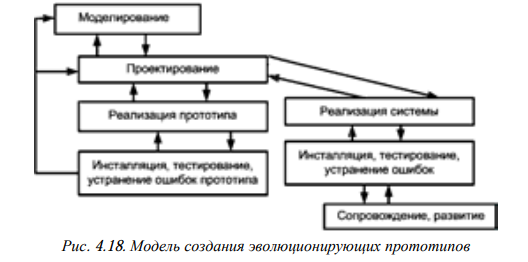 Моделирование
Проектирование
Реализация прототипа
Инсталляция, тестирование,
устранение ошибок прототипа
Реализация системы
Инсталляция, тестирование,
устранение ошибок
Сопровождение, развитие
Рис. 4.18. Модель создания эволюционирующих прототипов